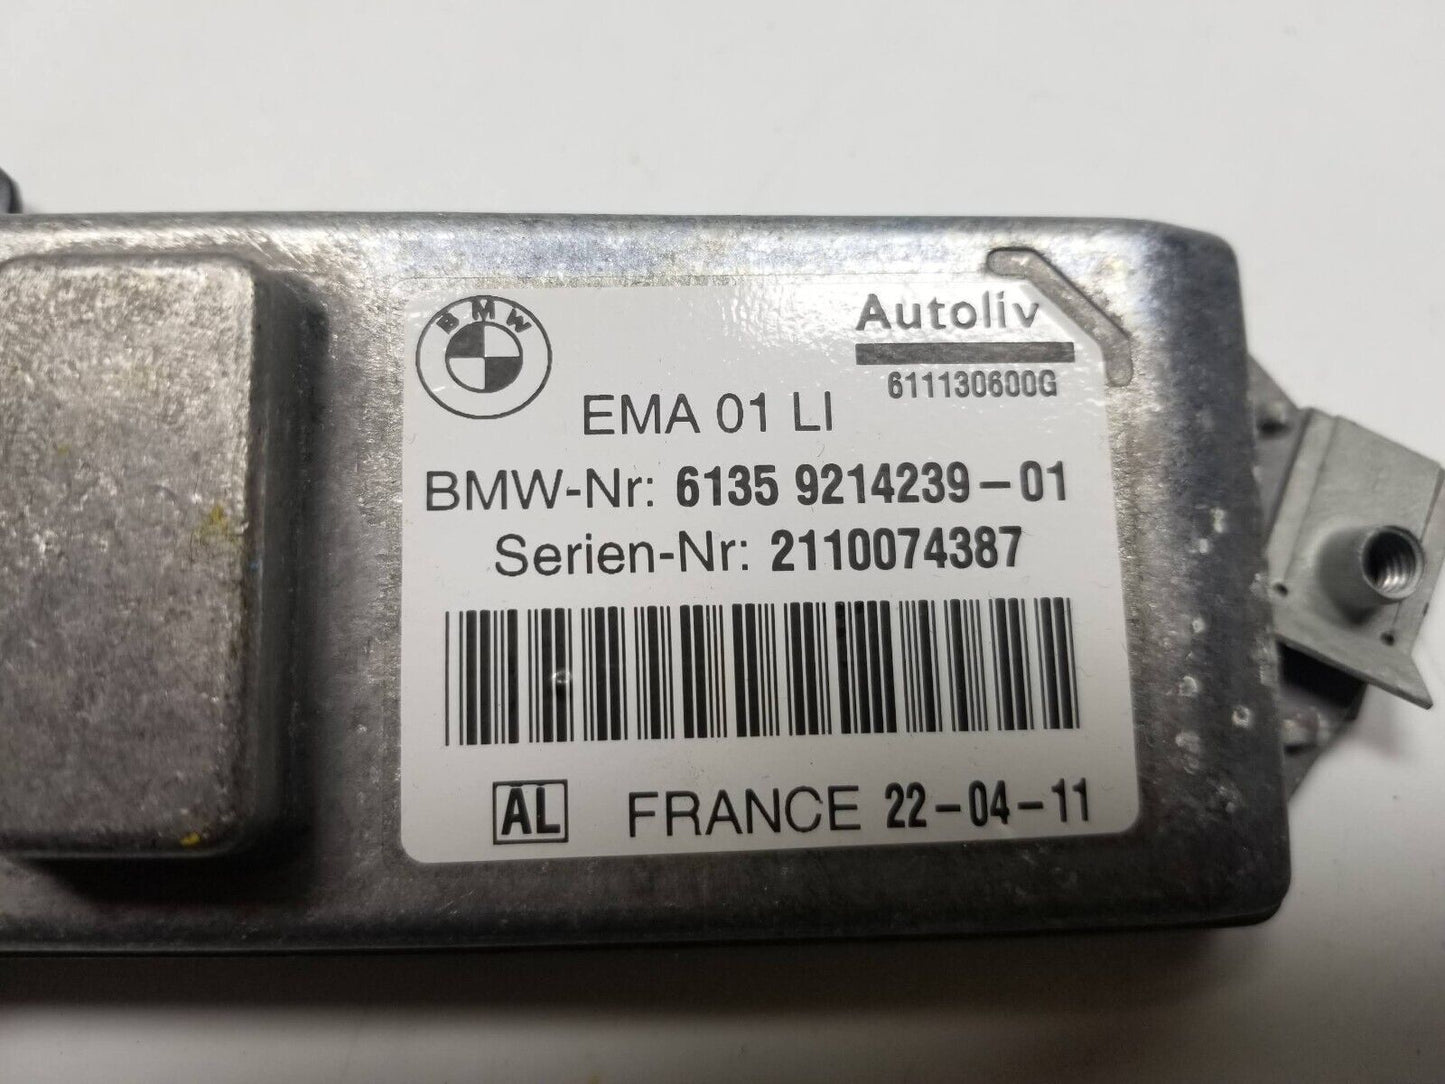 BMW
Autoliv
611130600G
EMA 01 LI
BMW-Nr: 6135 9214239-01
Serien-Nr: 2110074387
AL FRANCE 22-04-11